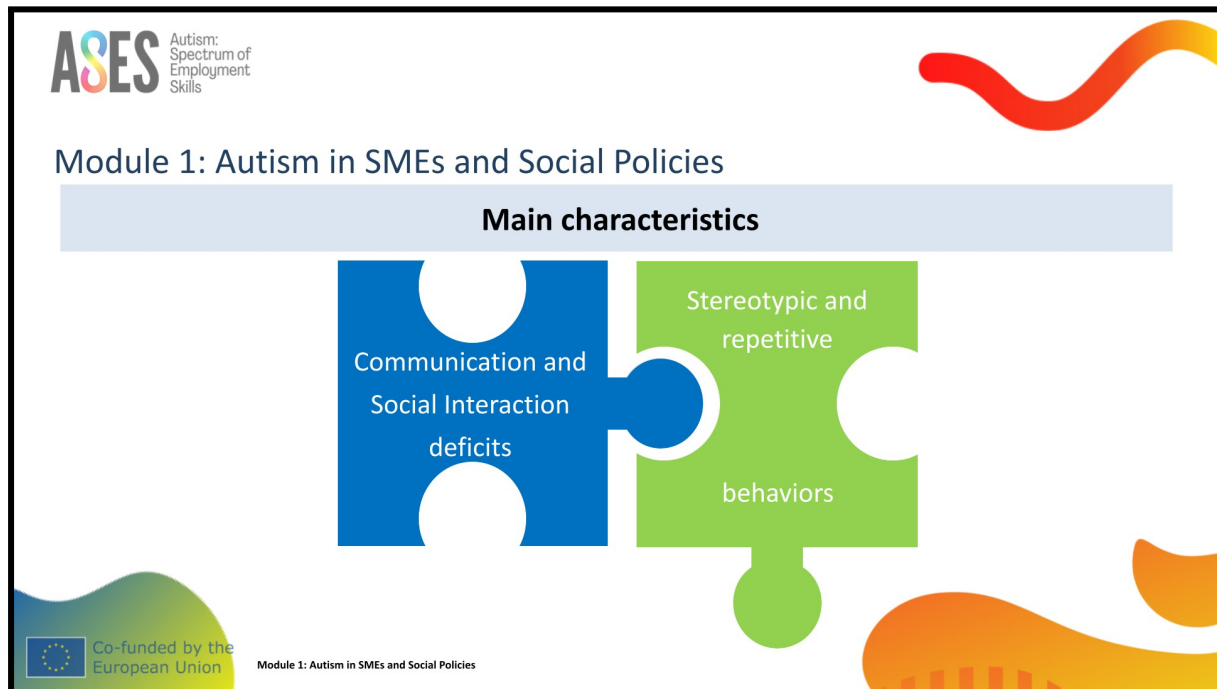 ASES
Autism:
Spectrum of
Employment
Skills
Module 1: Autism in SMEs and Social Policies
Main characteristics
Communication and
Social Interaction
deficits
Stereotypic and
repetitive
behaviors
Co-funded by the
European Union
Module 1: Autism in SMEs and Social Policies